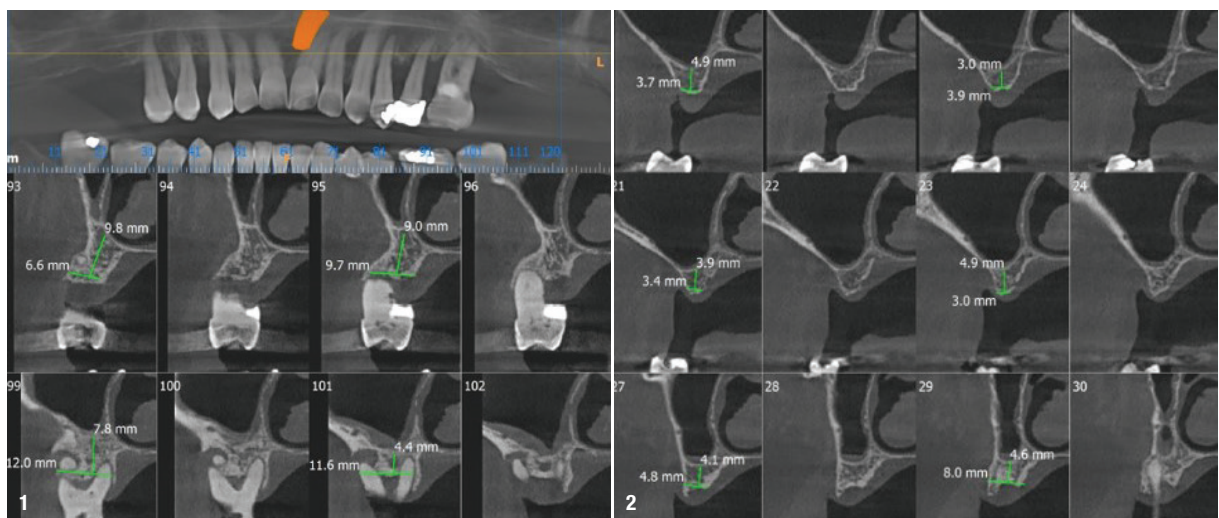 L
m 11 21 31 41 51 61 71 81 91 101 111 120
93 94 95 96
9.8 mm 9.0 mm
6.6 mm 9.7 mm
99 100 101 102
7.8 mm 4.4 mm
12.0 mm 11.6 mm
1
4.9 mm 3.0 mm
3.7 mm 3.9 mm
21 22 23 24
3.9 mm 4.9 mm
3.4 mm 3.0 mm
27 28 29 30
4.1 mm 4.6 mm
4.8 mm 8.0 mm
2